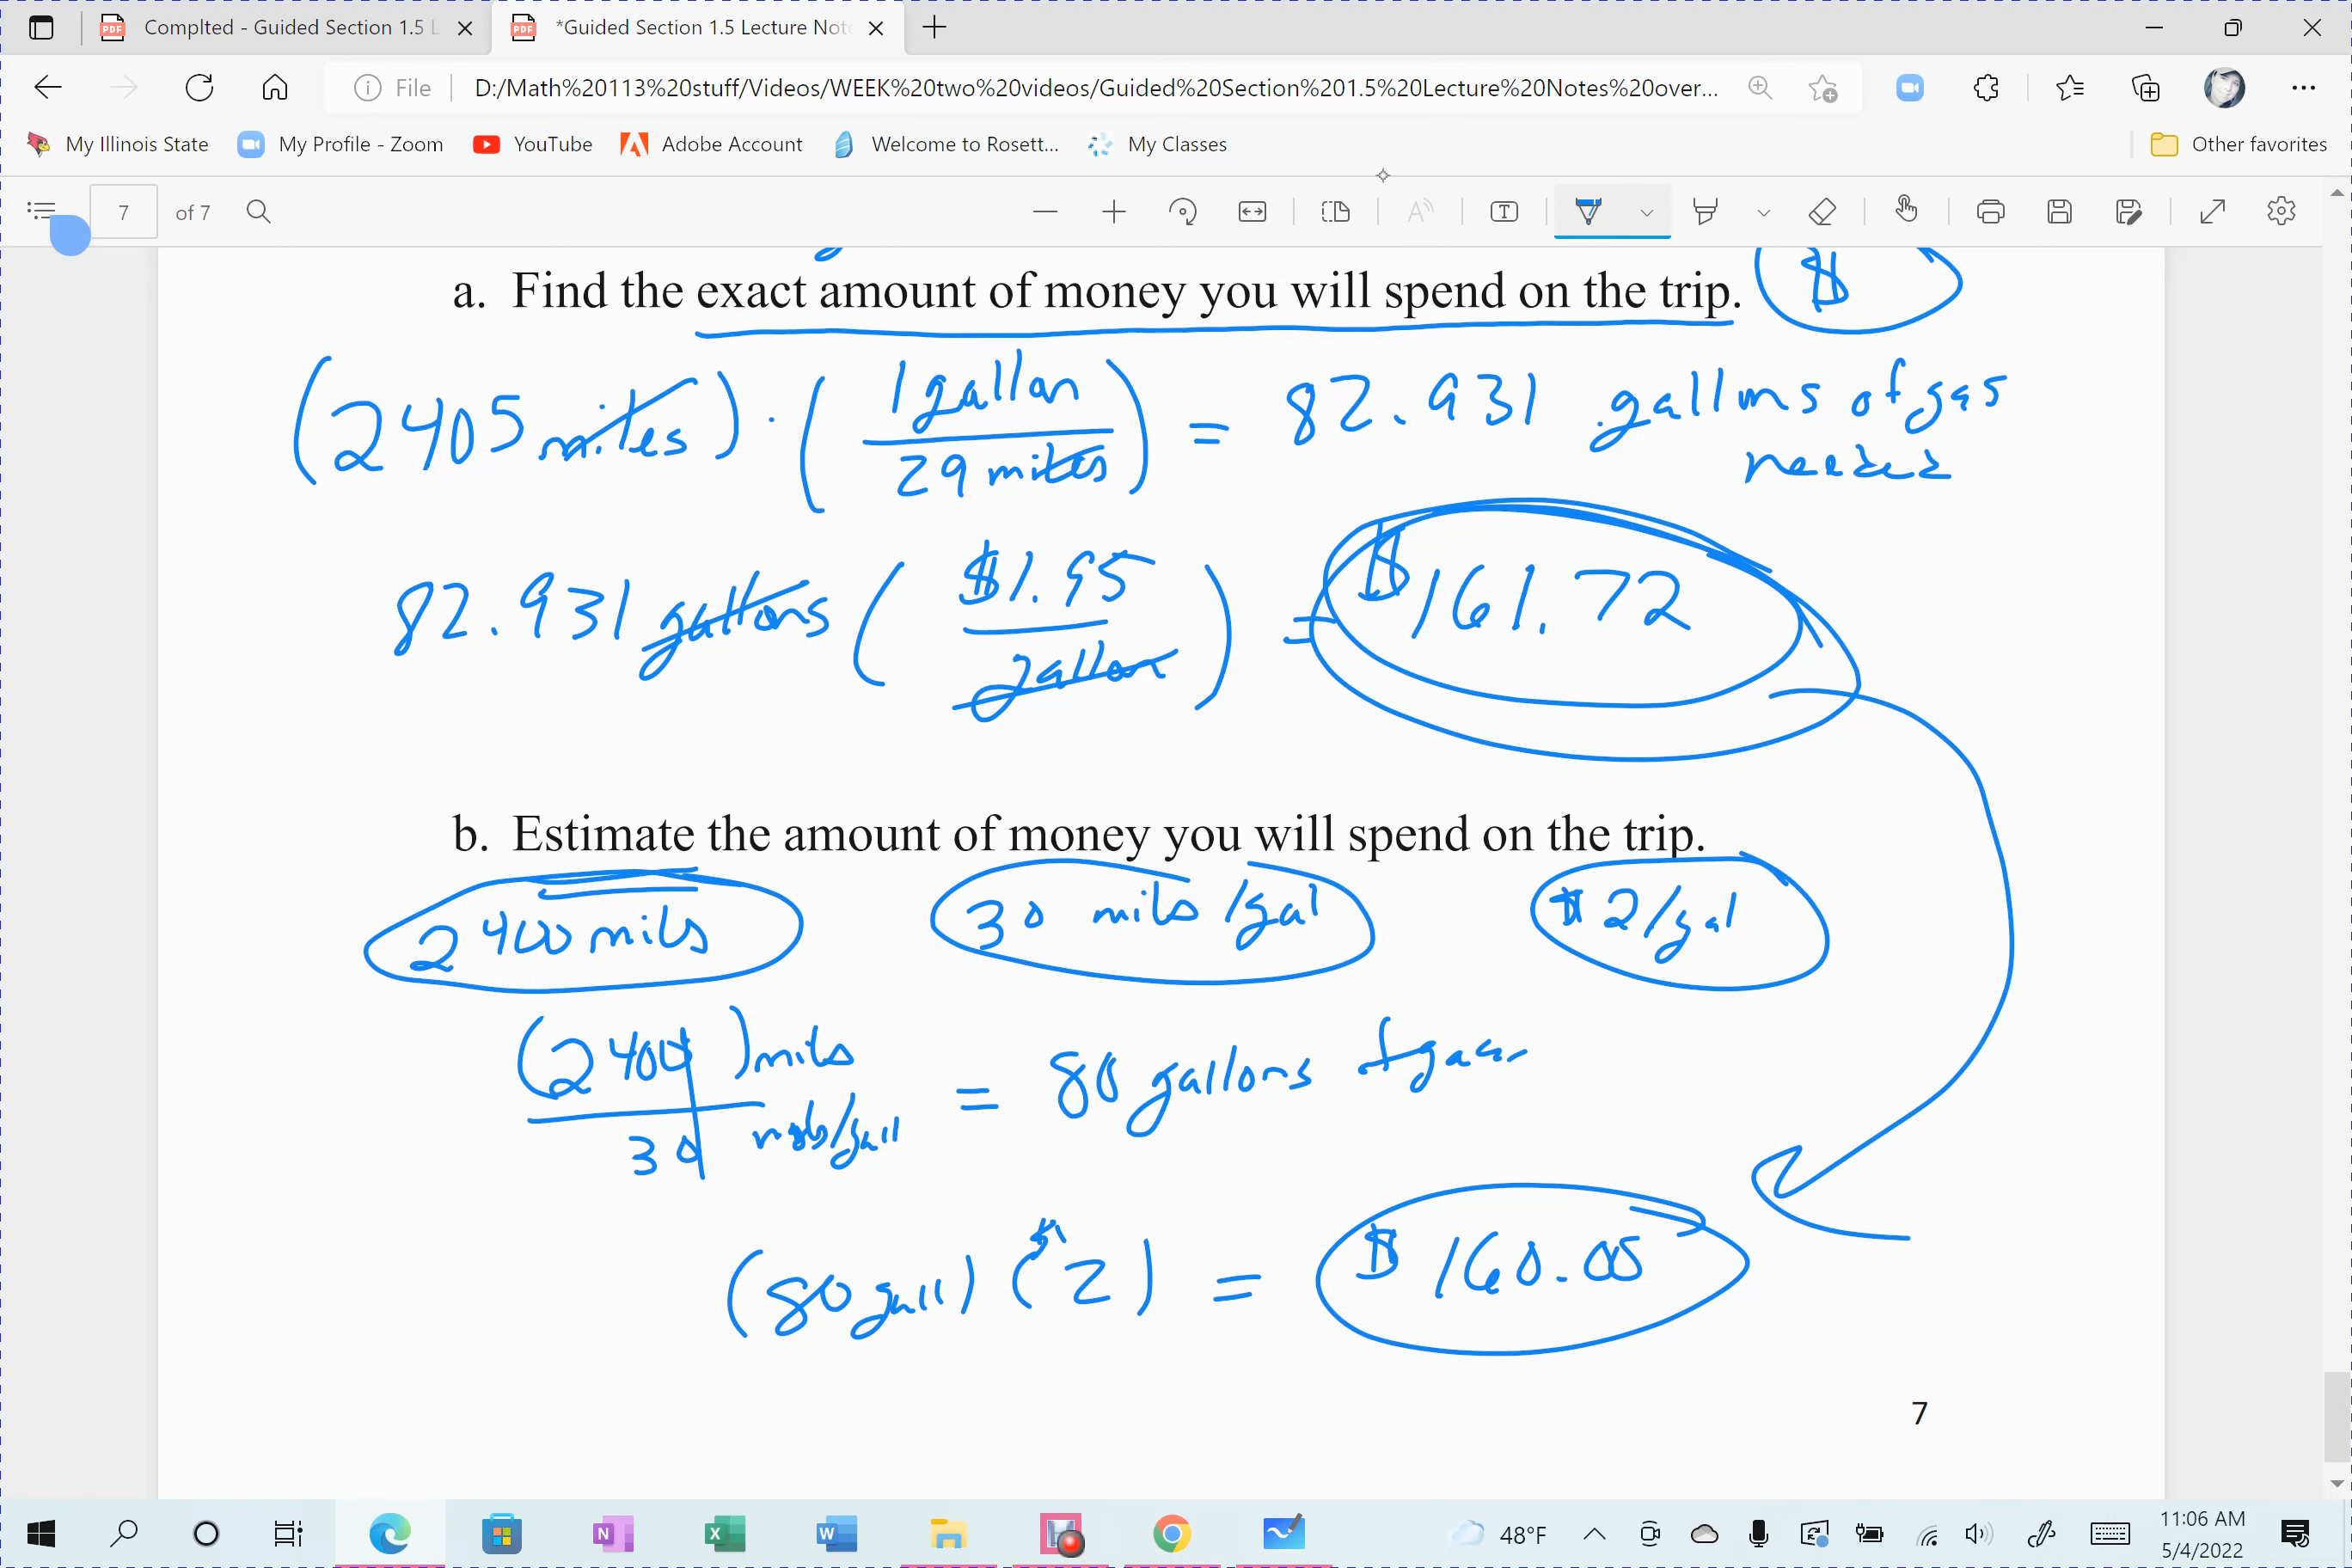 Complted - Guided Section 1.5 L
*Guided Section 1.5 Lecture Not
File D:/Math%20113%20stuff/Videos/WEEK%20two%20videos/Guided%20Section%201.5%20Lecture%20Notes%20over...
My Illinois State My Profile - Zoom YouTube Adobe Account Welcome to Rosett... My Classes Other favorites
7 of 7
a. Find the exact amount of money you will spend on the trip. $
(2405 miles) · (1 gallon / 29 miles) = 82.931 gallons of gas needed
82.931 gallons ($1.95 / gallon) = $161.72
b. Estimate the amount of money you will spend on the trip.
2400 miles 30 miles/gal $2/gal
(2400) miles / 30 miles/gall = 80 gallons of gas
(80 gall) ($2) = $160.00
7
48°F 11:06 AM
5/4/2022